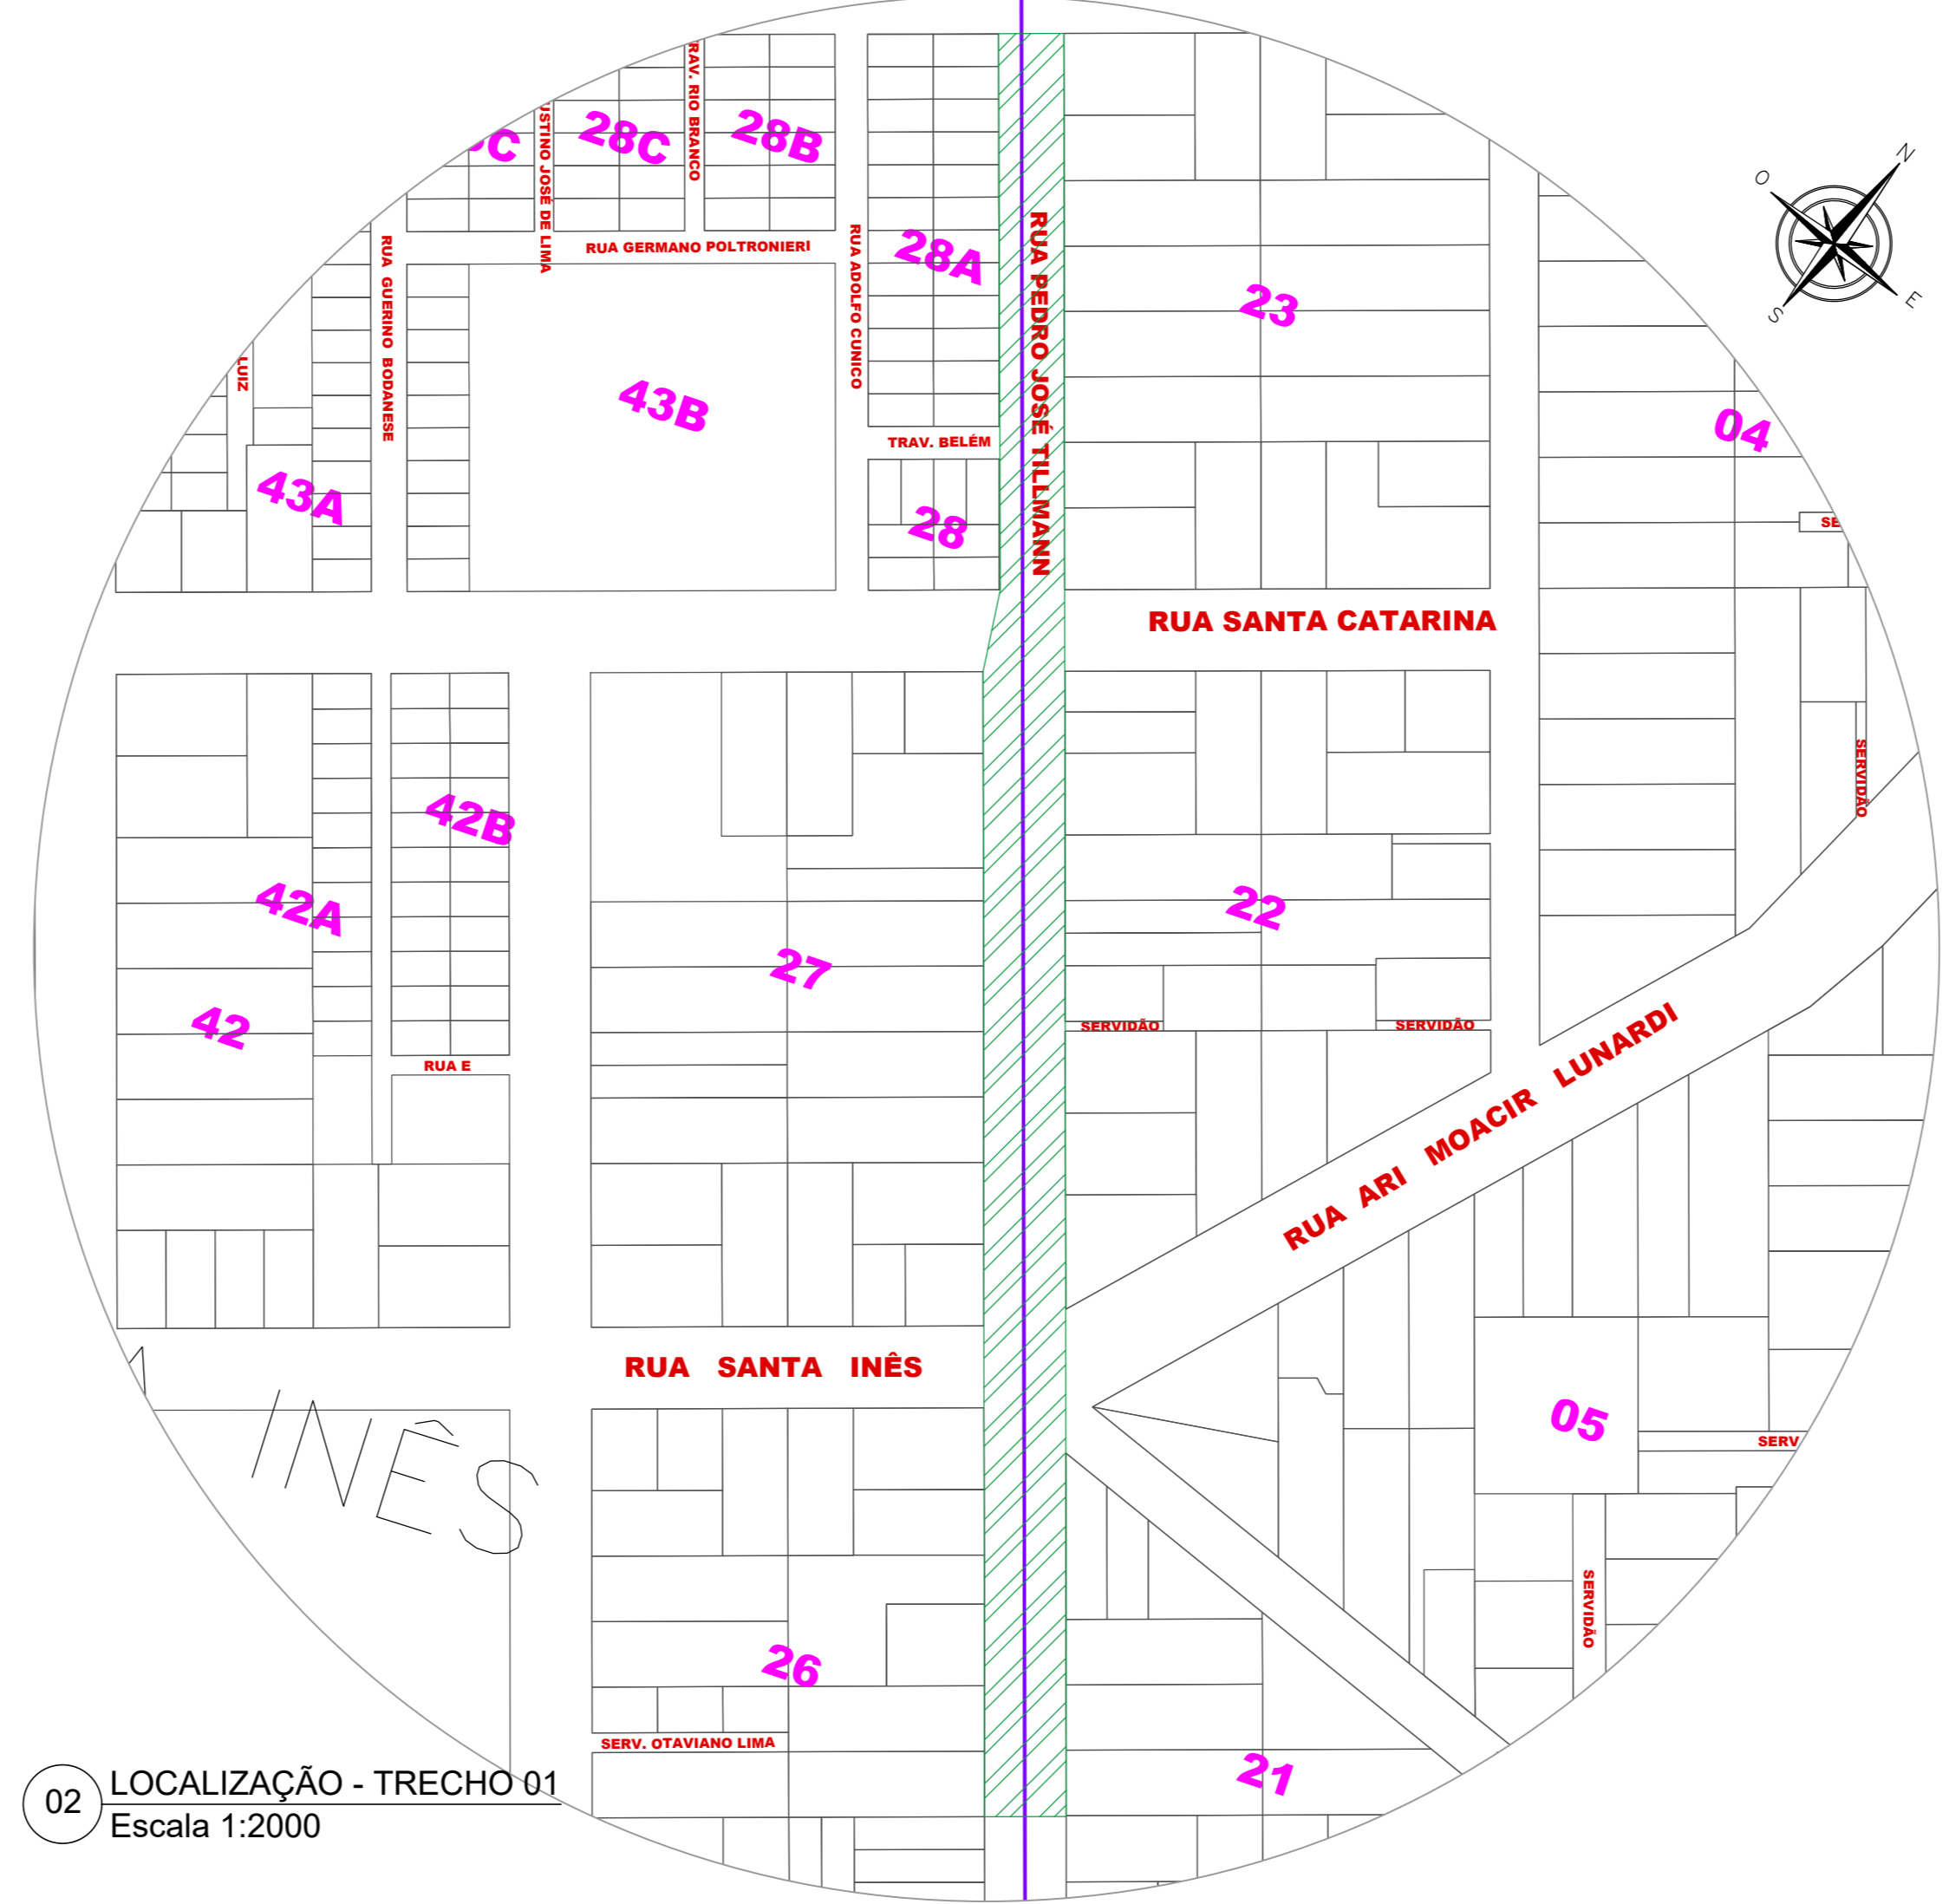 TRAV. RIO BRANCO
28C
28B
USTINO JOSÉ DE LIMA
C
N
O
E
S
RUA GERMANO POLTRONIERI
RUA GUERINO BODANESE
RUA ADOLFO CUNICO
28A
RUA PEDRO JOSÉ TILLMANN
23
LUIZ
43B
04
TRAV. BELÉM
43A
28
SE
RUA SANTA CATARINA
SERVIDÃO
42B
42A
22
27
42
SERVIDÃO
SERVIDÃO
RUA E
RUA ARI MOACIR LUNARDI
RUA SANTA INÊS
INÊS
05
SERV
SERVIDÃO
26
SERV. OTAVIANO LIMA
21
02
LOCALIZAÇÃO - TRECHO 01
Escala 1:2000